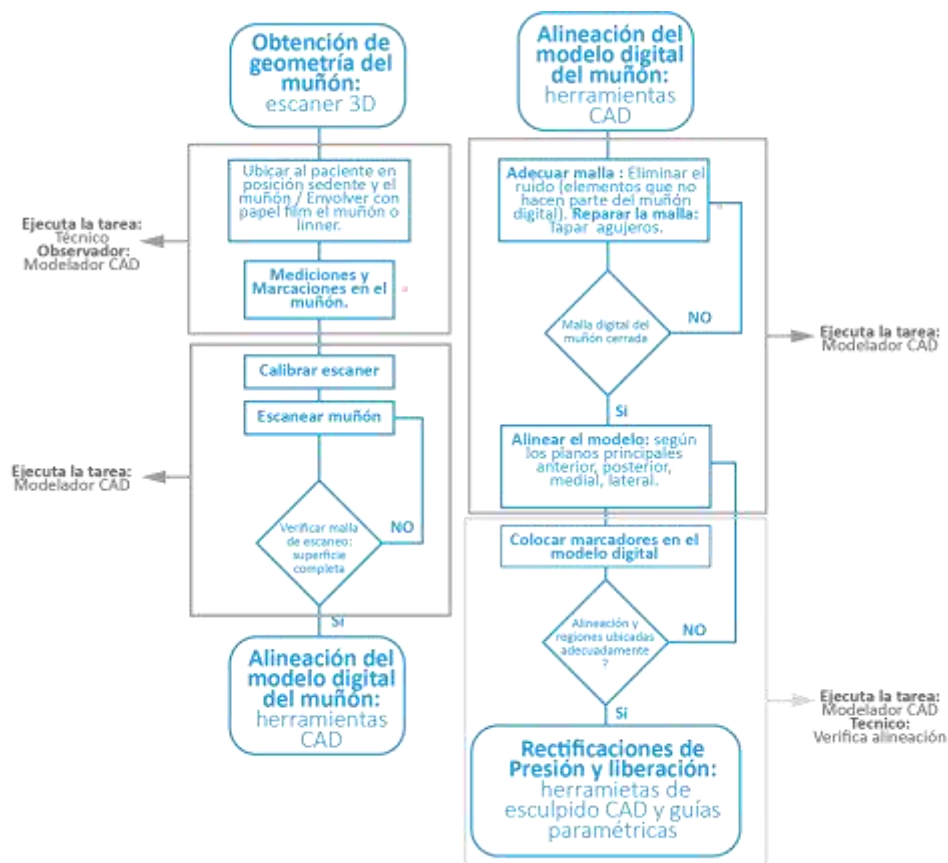 Obtención de
geometría del
muñón:
escaner 3D
Ubicar al paciente en
posición sedente y el
muñón / Envolver con
papel film el muñón o
linner.
Ejecuta la tarea:
Técnico
Observador:
Modelador CAD
Mediciones y
Marcaciones en el
muñón.
Calibrar escaner
Escanear muñón
Ejecuta la tarea:
Modelador CAD
Verificar malla
de escaneo:
superficie
completa
NO
Si
Alineación del
modelo digital
del muñón:
herramientas
CAD
Alineación del
modelo digital
del muñón:
herramientas
CAD
Adecuar malla : Eliminar el
ruido (elementos que no
hacen parte del muñón
digital). Reparar la malla:
Tapar agujeros.
Malla digital del
muñón cerrada
NO
Si
Ejecuta la tarea:
Modelador CAD
Alinear el modelo: según
los planos principales
anterior, posterior,
medial, lateral.
Colocar marcadores en el
modelo digital
Alineación y
regiones ubicadas
adecuadamente
?
NO
Si
Ejecuta la tarea:
Modelador CAD
Tecnico:
Verifica alineación
Rectificaciones de
Presión y liberación:
herramietas de
esculpido CAD y guías
paramétricas